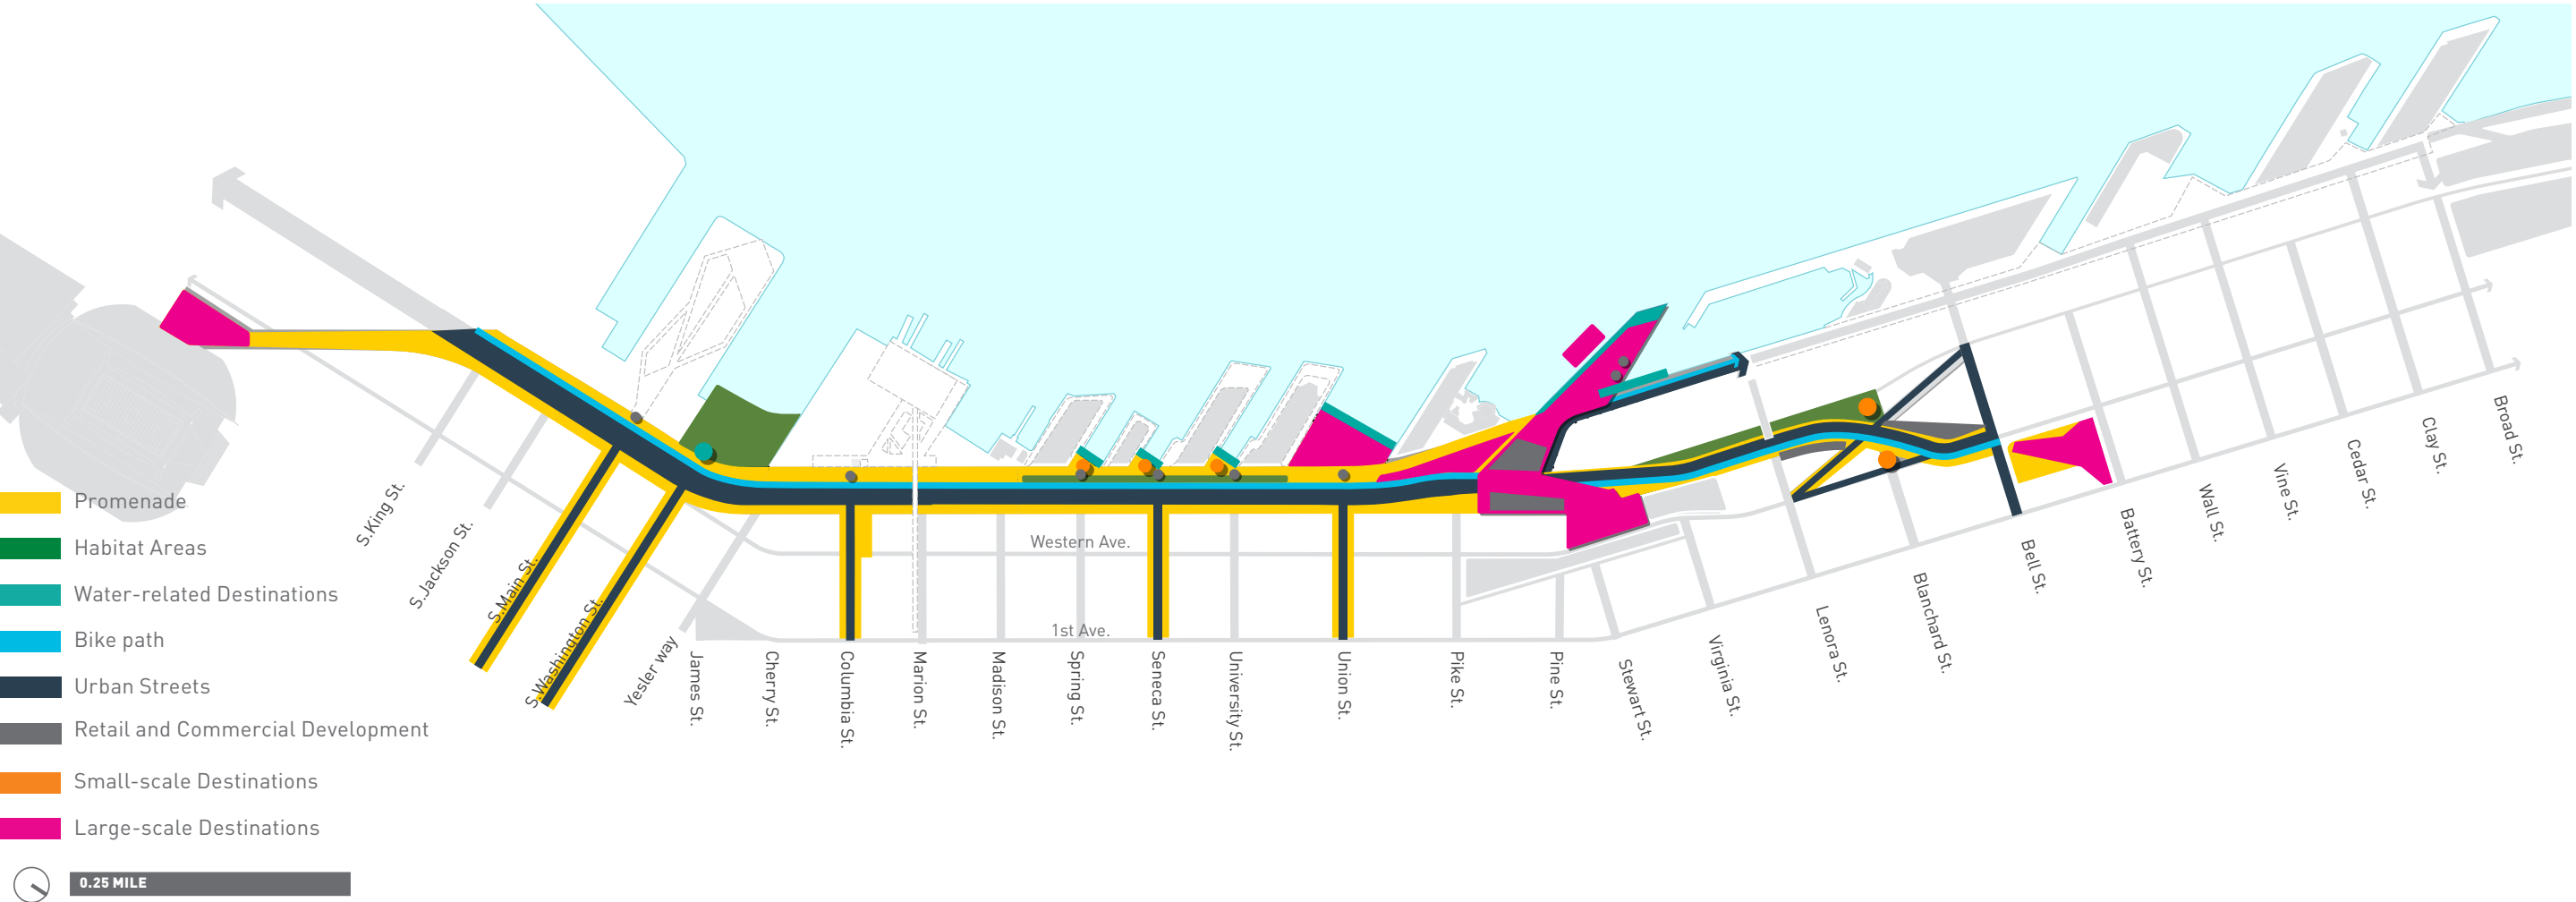 Promenade
Habitat Areas
Water-related Destinations
Bike path
Urban Streets
Retail and Commercial Development
Small-scale Destinations
Large-scale Destinations
0.25 MILE
S.King St.
S.Jackson St.
S.Main St.
S.Washington St.
Yesler way
James St.
Cherry St.
Columbia St.
Marion St.
Madison St.
Spring St.
Seneca St.
University St.
Union St.
Pike St.
Pine St.
Stewart St.
Virginia St.
Lenora St.
Blanchard St.
Bell St.
Battery St.
Wall St.
Vine St.
Cedar St.
Clay St.
Broad St.
Western Ave.
1st Ave.